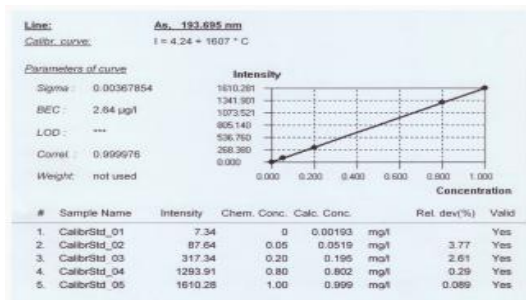 Line: As, 193.695 nm
Calibr. curve: I = 4.24 + 1607 * C
Parameters of curve
Sigma : 0.00367854
BEC : 2.64 µg/l
LOD : ***
Correl. : 0.999976
Weight: not used
Intensity
1610.281
1341.901
1073.521
805.140
536.760
268.380
0.000
0.000 0.200 0.400 0.600 0.800 1.000
Concentration
# Sample Name Intensity Chem. Conc. Calc. Conc. Rel. dev(%) Valid
1. CalibrStd_01 7.34 0 0.00193 mg/l Yes
2. CalibrStd_02 87.64 0.05 0.0519 mg/l 3.77 Yes
3. CalibrStd_03 317.34 0.20 0.195 mg/l 2.61 Yes
4. CalibrStd_04 1293.91 0.80 0.802 mg/l 0.29 Yes
5. CalibrStd_05 1610.28 1.00 0.999 mg/l 0.089 Yes